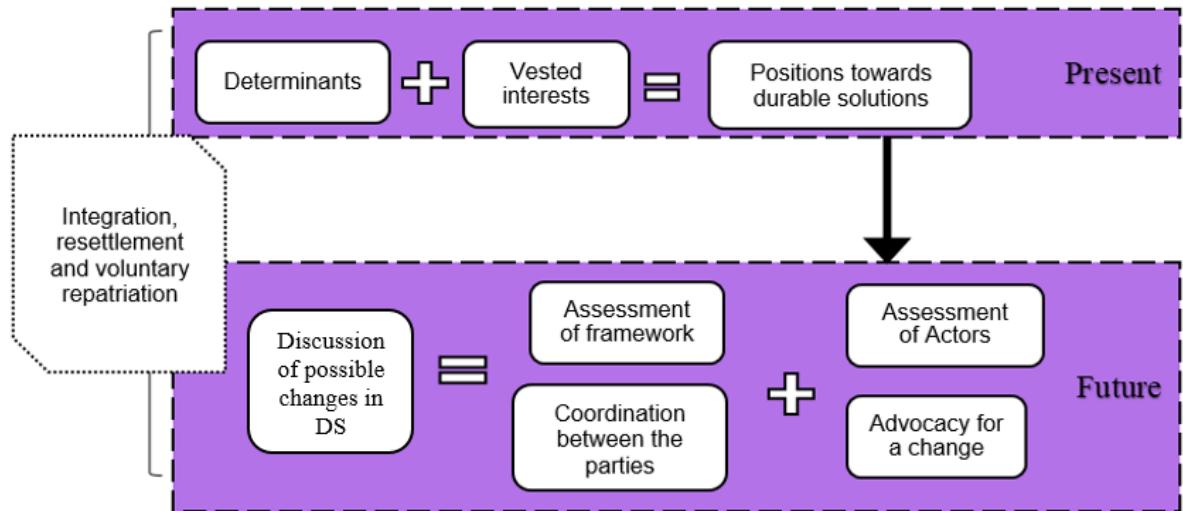 Determinants
Vested
interests
Positions towards
durable solutions
Present
Integration,
resettlement
and voluntary
repatriation
Discussion
of possible
changes in
DS
Assessment
of framework
Coordination
between the
parties
Assessment
of Actors
Advocacy for
a change
Future